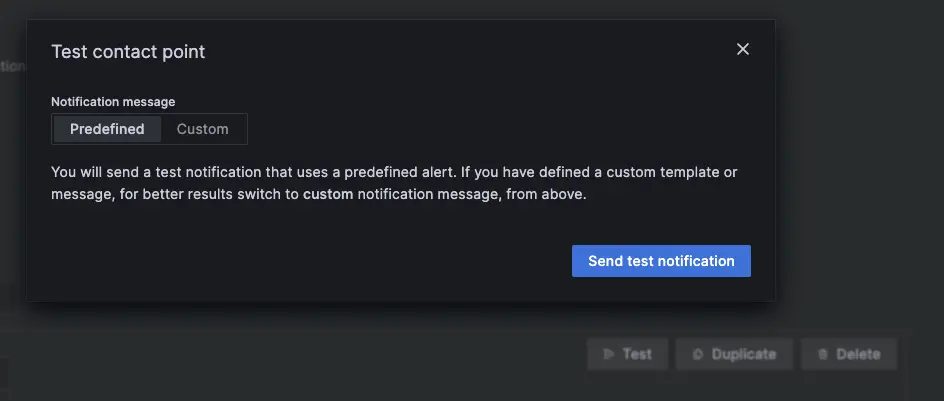 Test contact point
Notification message
Predefined Custom
You will send a test notification that uses a predefined alert. If you have defined a custom template or
message, for better results switch to custom notification message, from above.
Send test notification
Test Duplicate Delete